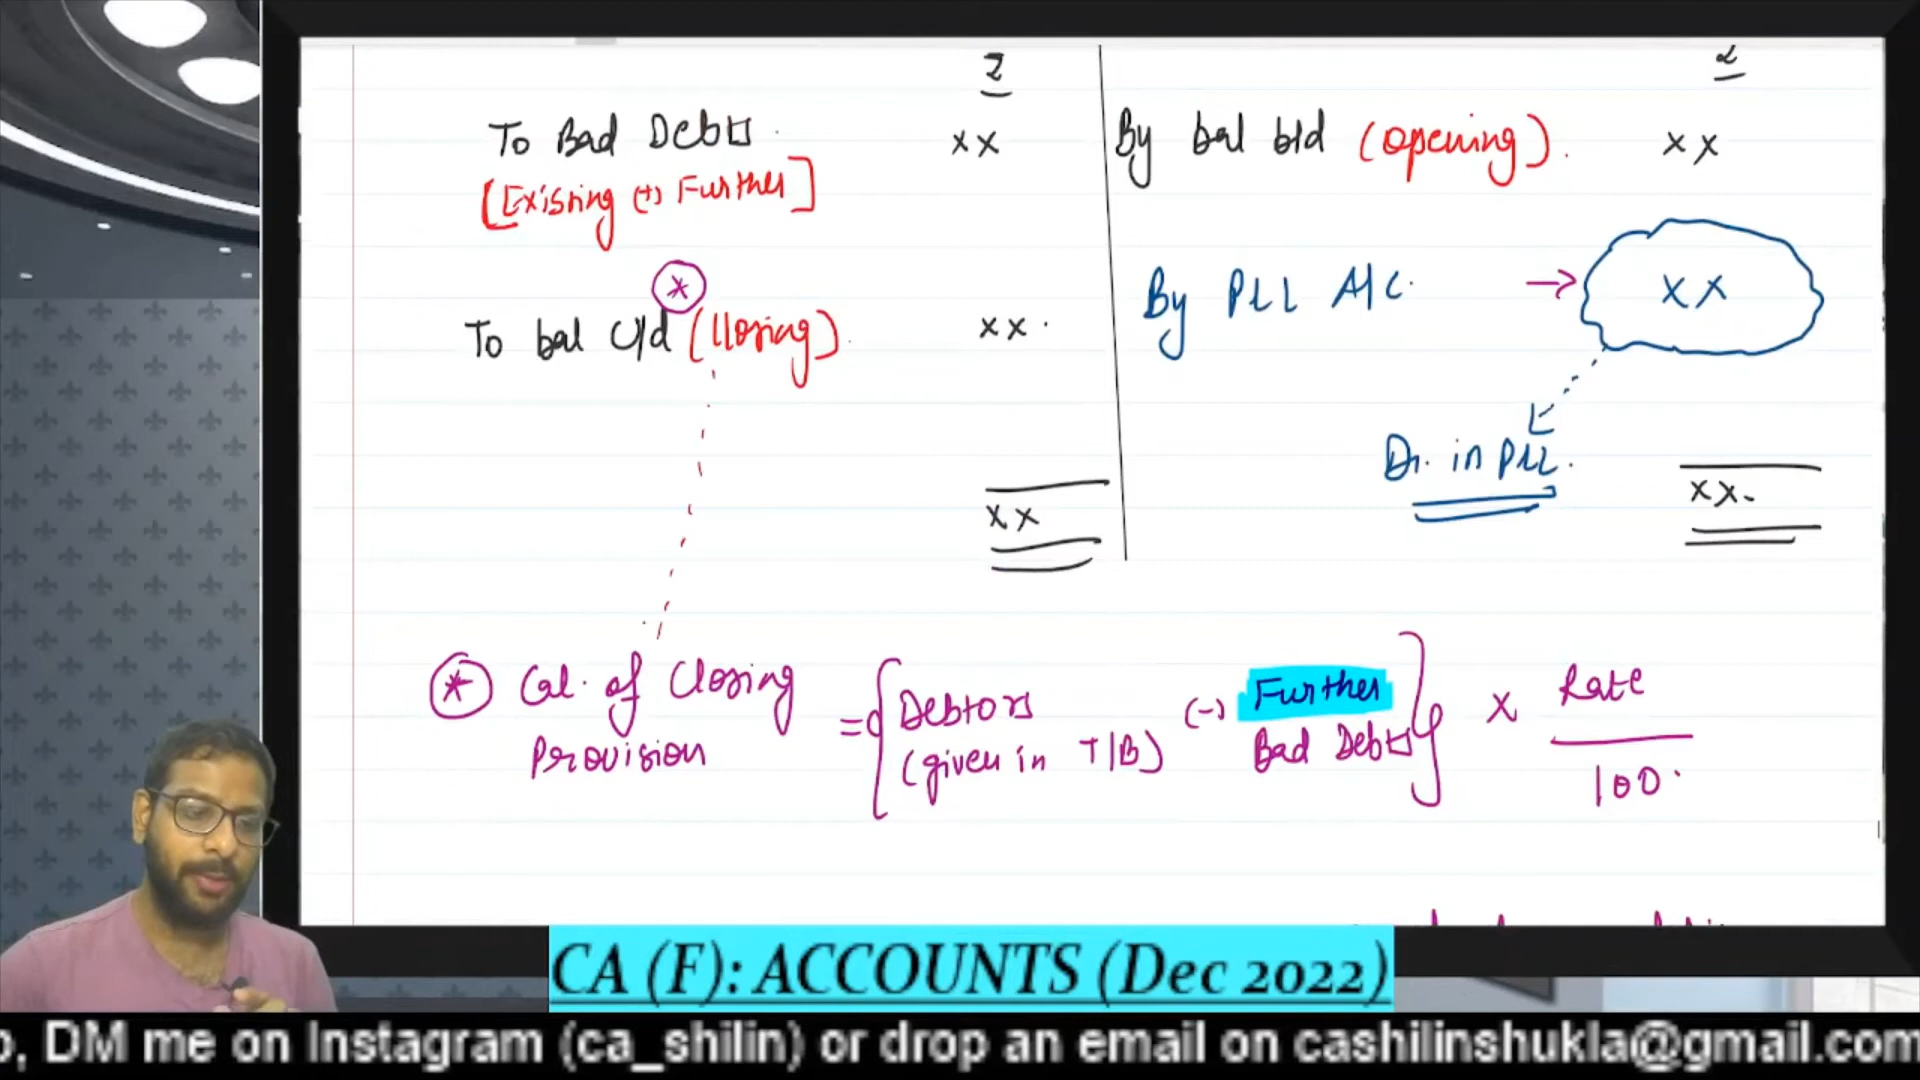 ₹ ₹
To Bad Debts xx By bal b/d (opening). xx
[Existing (+) Further]
*
To bal c/d (Closing). xx. By P&L A/c. → xx
Dr. in P&L.
xx xx.
* Cal. of Closing Provision = { Debtors (given in T/B) (-) Further Bad Debts } x Rate / 100.
CA (F): ACCOUNTS (Dec 2022)
, DM me on Instagram (ca_shilin) or drop an email on cashilinshukla@gmail.com